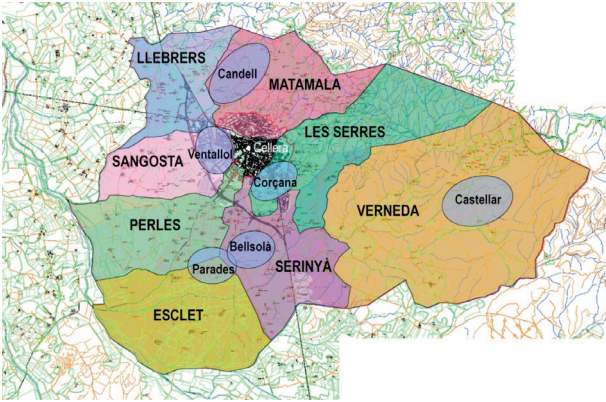 LLEBRERS
Candell
MATAMALA
LES SERRES
Cellera
Ventallol
SANGOSTA
Corçana
Castellar
VERNEDA
PERLES
Bellsolà
Parades
SERINYÀ
ESCLET